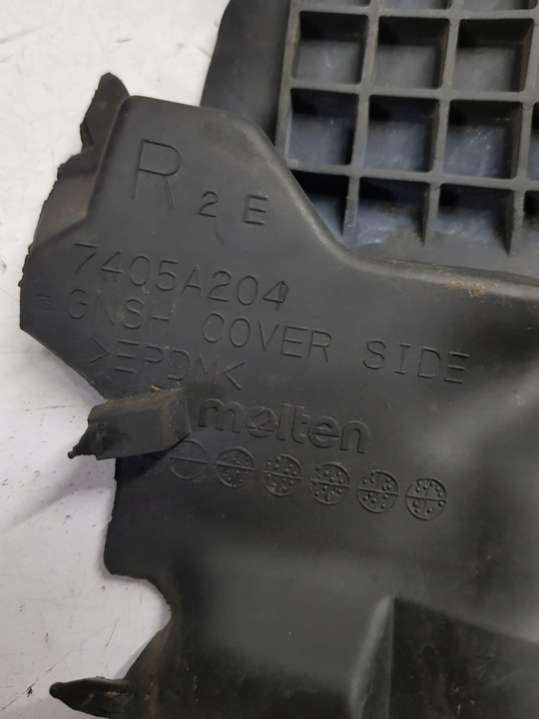 R 2 E
7405A204
GNSH COVER SIDE
>EPDM<
molten